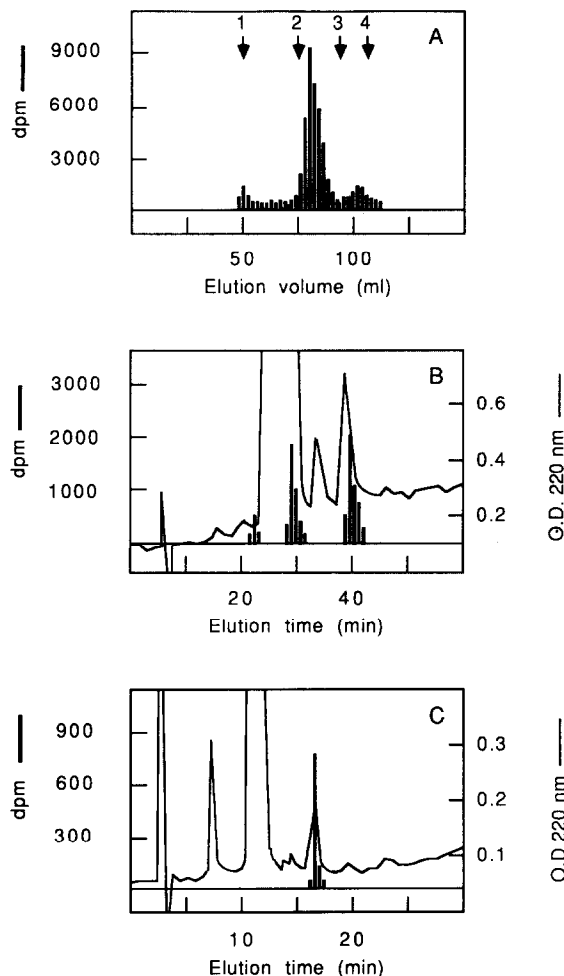 1 2 3 4
A
dpm
9000
6000
3000
50 100
Elution volume (ml)
B
dpm
3000
2000
1000
0.6
0.4
0.2
O.D. 220 nm
20 40
Elution time (min)
C
dpm
900
600
300
0.3
0.2
0.1
O.D 220 nm
10 20
Elution time (min)